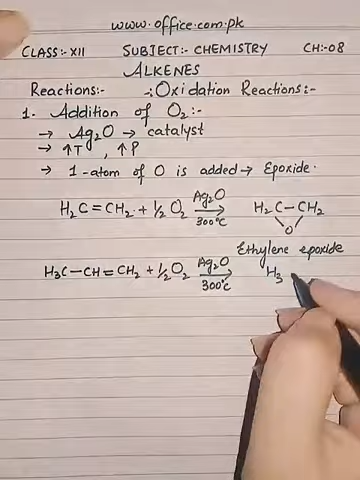 www.office.com.pk
CLASS:- XII SUBJECT:- CHEMISTRY CH:-08
ALKENES
Reactions:- -:Oxidation Reactions:-
1. Addition of O₂:-
→ Ag₂O → catalyst
→ ↑T, ↑P
→ 1-atom of O is added → Epoxide.
H₂C=CH₂ + ½O₂ Ag₂O → 300°C H₂C-CH₂ O
Ethylene epoxide
H₃C-CH=CH₂ + ½O₂ Ag₂O → 300°C H₃